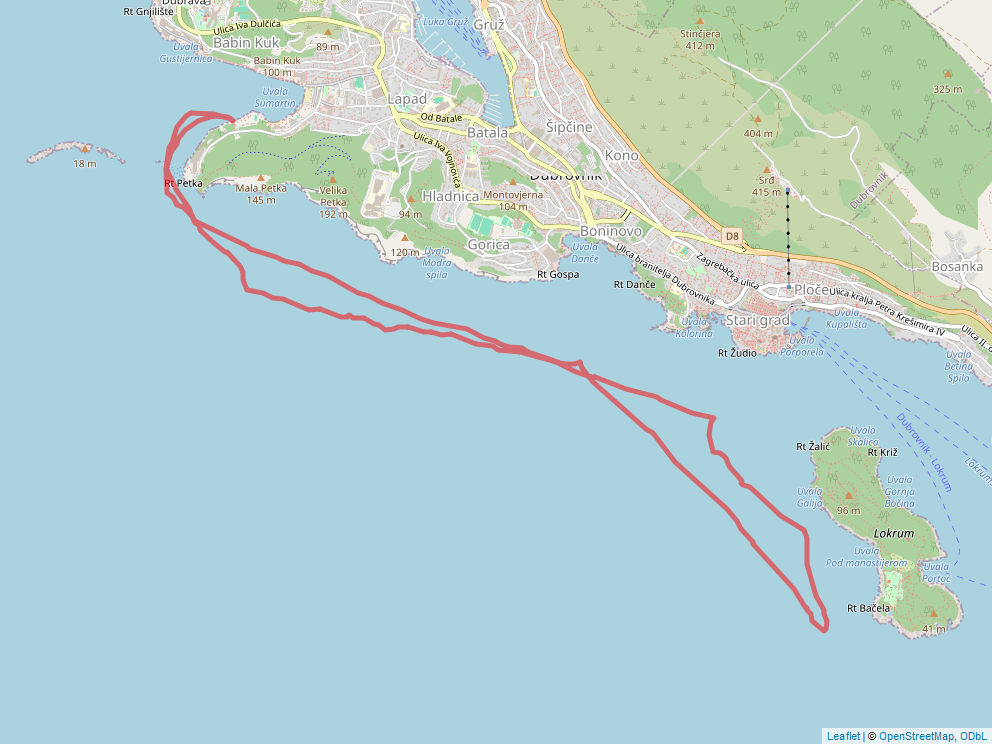 Dubrava
Rt Gnjilište
Ulica Iva Dulčića
Luka Gruž
Gruž
Stinčjera
412 m
Babin Kuk
89 m
Uvala
Gustijernica
Babin Kuk
100 m
325 m
Uvala
Sumartin
Lapad
Od Batale
Batala
Šipčine
404 m
Ulica Iva Vojnovića
Kono
18 m
Rt Petka
Mala Petka
145 m
Velika
Petka
192 m
Dubrovnik
Srđ
415 m
Dubrovnik
Hladnica
Montovjerna
104 m
94 m
Boninovo
D8
120 m
Gorica
Uvala
Modra
spila
Uvala
Danče
Rt Gospa
Ulica branitelja Dubrovnika
Zagrebačka ulica
Bosanka
Rt Danče
Ploče
Ulica kralja Petra Krešimira IV
Ulica II. d
Stari grad
Uvala
Kolorina
Uvala
Kupališta
Rt Žudio
Uvala
Porporela
Uvala
Betina
Spila
Dubrovnik - Lokrum
Rt Žalić
Uvala
Skalica
Rt Križ
Lokrum
Uvala
Galija
96 m
Uvala
Gornja
Bočina
Lokrum
Uvala
Pod manastijerom
Uvala
Portoč
Rt Bačela
41 m
Leaflet | © OpenStreetMap, ODbL